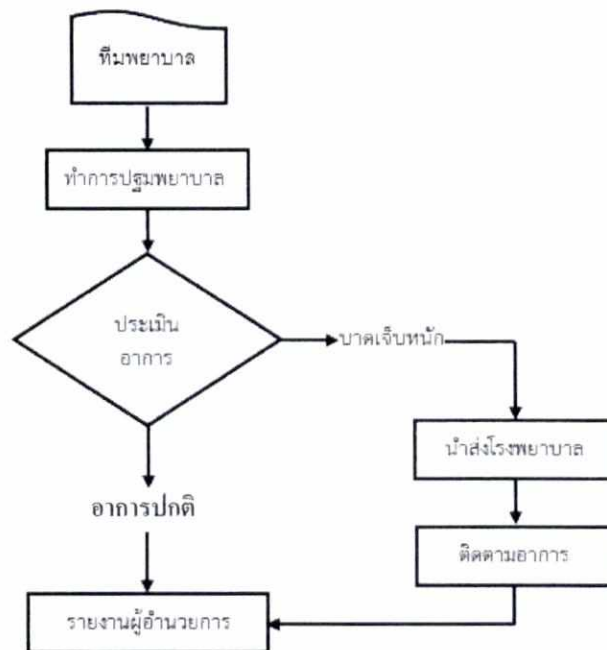 ทีมพยาบาล
ทำการปฐมพยาบาล
ประเมิน
อาการ
บาดเจ็บหนัก
นำส่งโรงพยาบาล
อาการปกติ
ติดตามอาการ
รายงานผู้อำนวยการ